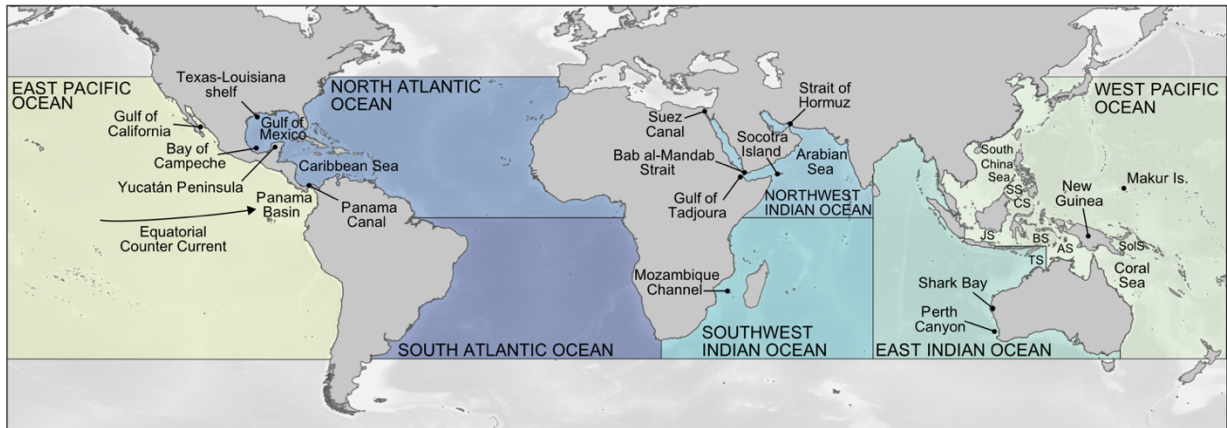 EAST PACIFIC
OCEAN
Texas-Louisiana
shelf
Gulf of
California
Bay of
Campeche
Yucatán Peninsula
Gulf of
Mexico
Caribbean Sea
Panama
Basin
Panama
Canal
Equatorial
Counter Current
NORTH ATLANTIC
OCEAN
SOUTH ATLANTIC OCEAN
Suez
Canal
Bab al-Mandab
Strait
Gulf of
Tadjoura
Socotra
Island
Strait of
Hormuz
Arabian
Sea
NORTHWEST
INDIAN OCEAN
Mozambique
Channel
SOUTHWEST
INDIAN OCEAN
EAST INDIAN OCEAN
Shark Bay
Perth
Canyon
WEST PACIFIC
OCEAN
South
China
Sea
SS
CS
JS
BS
AS
TS
New
Guinea
Makur Is.
SolS
Coral
Sea